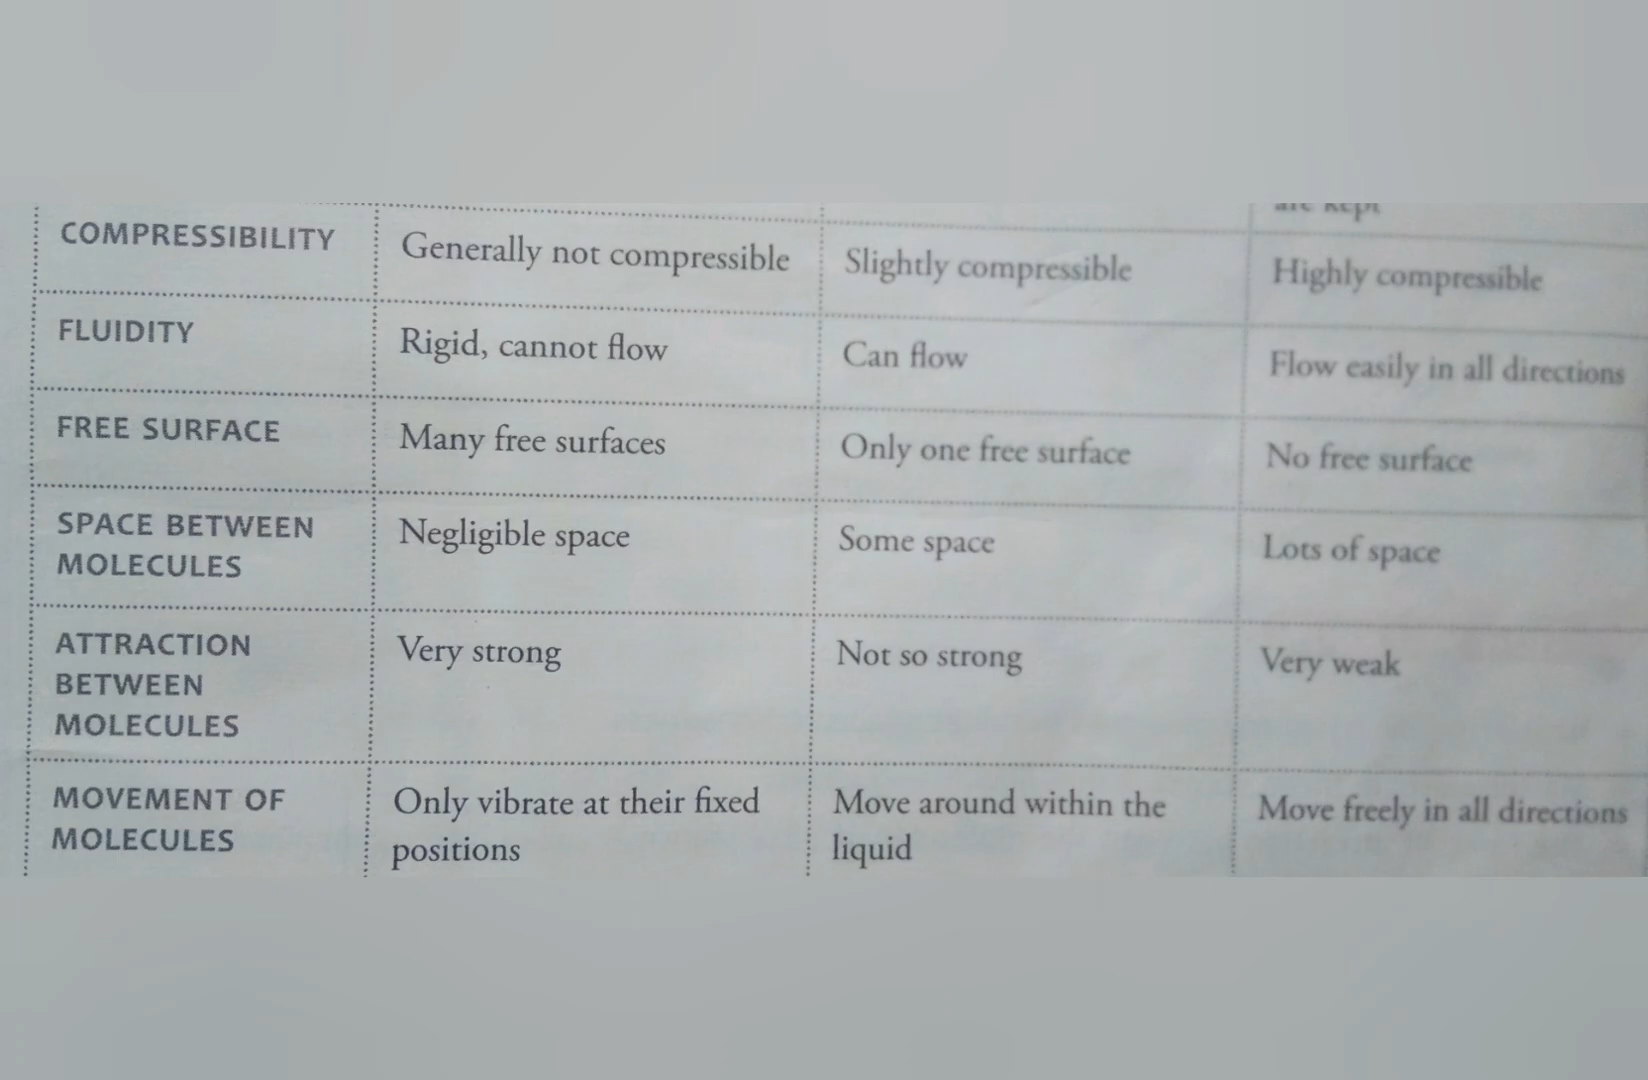 are kept
COMPRESSIBILITY Generally not compressible Slightly compressible Highly compressible
FLUIDITY Rigid, cannot flow Can flow Flow easily in all directions
FREE SURFACE Many free surfaces Only one free surface No free surface
SPACE BETWEEN Negligible space Some space Lots of space
MOLECULES
ATTRACTION Very strong Not so strong Very weak
BETWEEN
MOLECULES
MOVEMENT OF Only vibrate at their fixed Move around within the Move freely in all directions
MOLECULES positions liquid